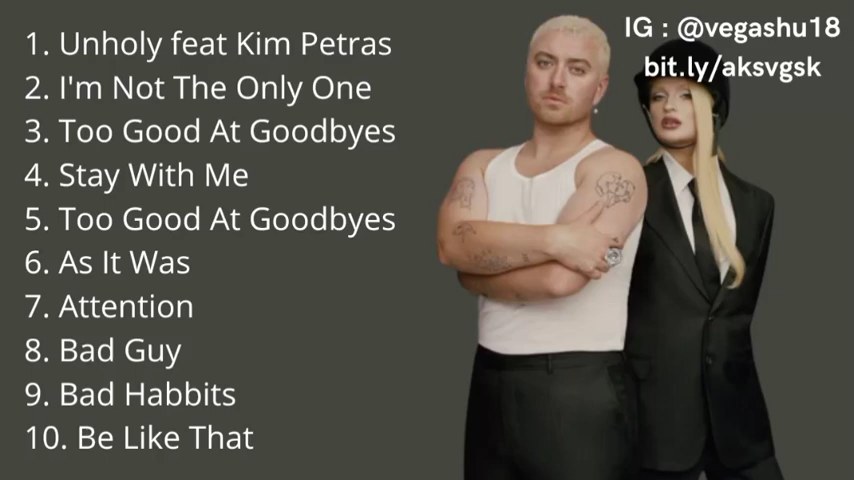 1. Unholy feat Kim Petras
2. I'm Not The Only One
3. Too Good At Goodbyes
4. Stay With Me
5. Too Good At Goodbyes
6. As It Was
7. Attention
8. Bad Guy
9. Bad Habbits
10. Be Like That
IG : @vegashu18
bit.ly/aksvgsk